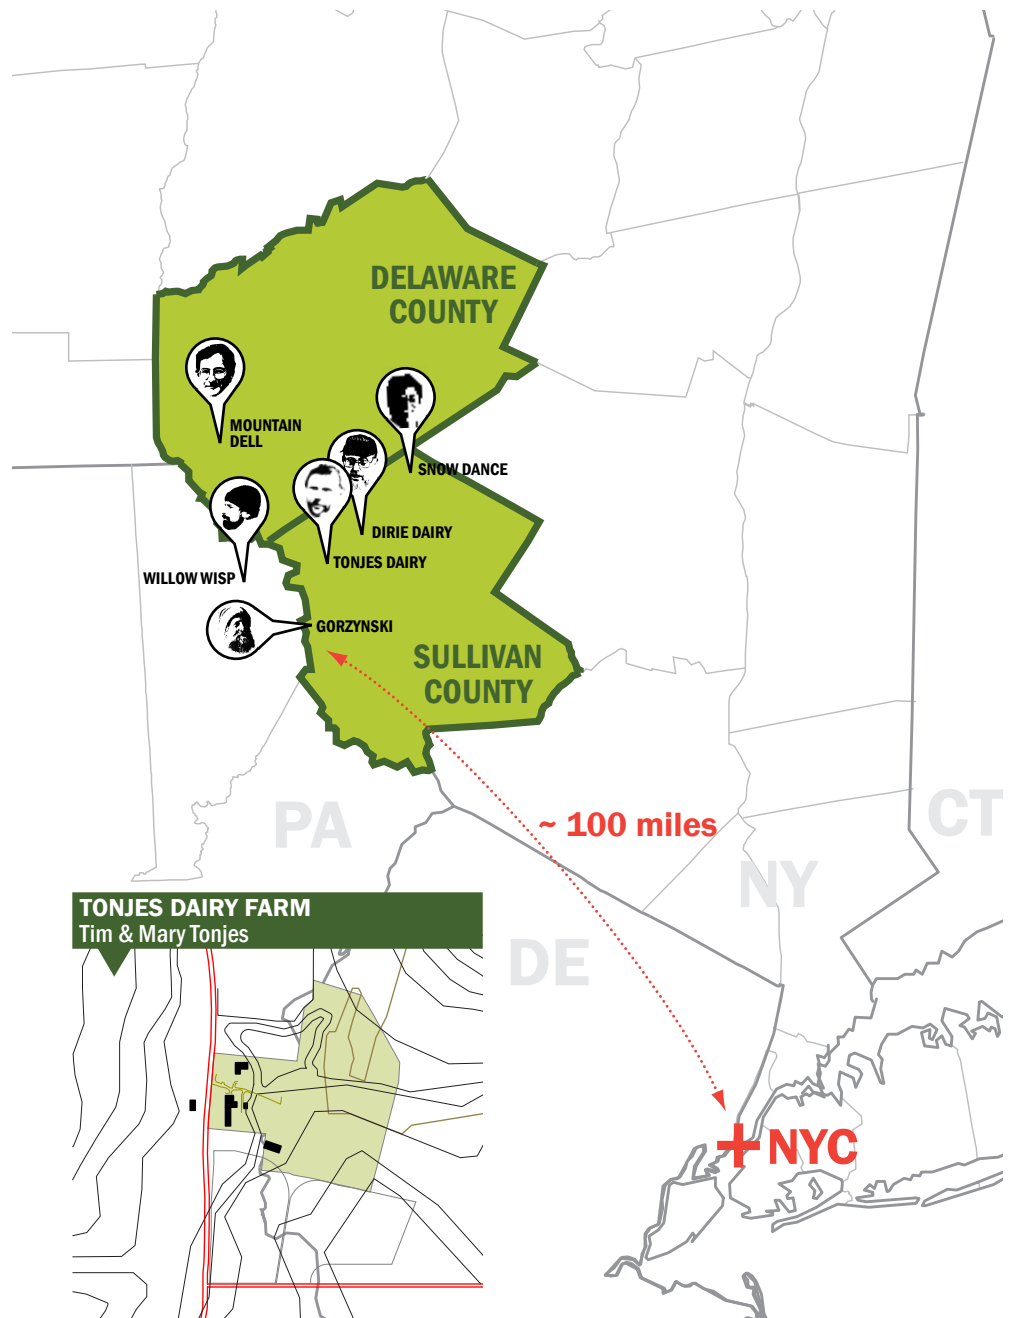 DELAWARE
COUNTY
MOUNTAIN
DELL
SNOW DANCE
DIRIE DAIRY
TONJES DAIRY
WILLOW WISP
GORZYNSKI
SULLIVAN
COUNTY
~ 100 miles
PA
CT
NY
DE
TONJES DAIRY FARM
Tim & Mary Tonjes
NYC